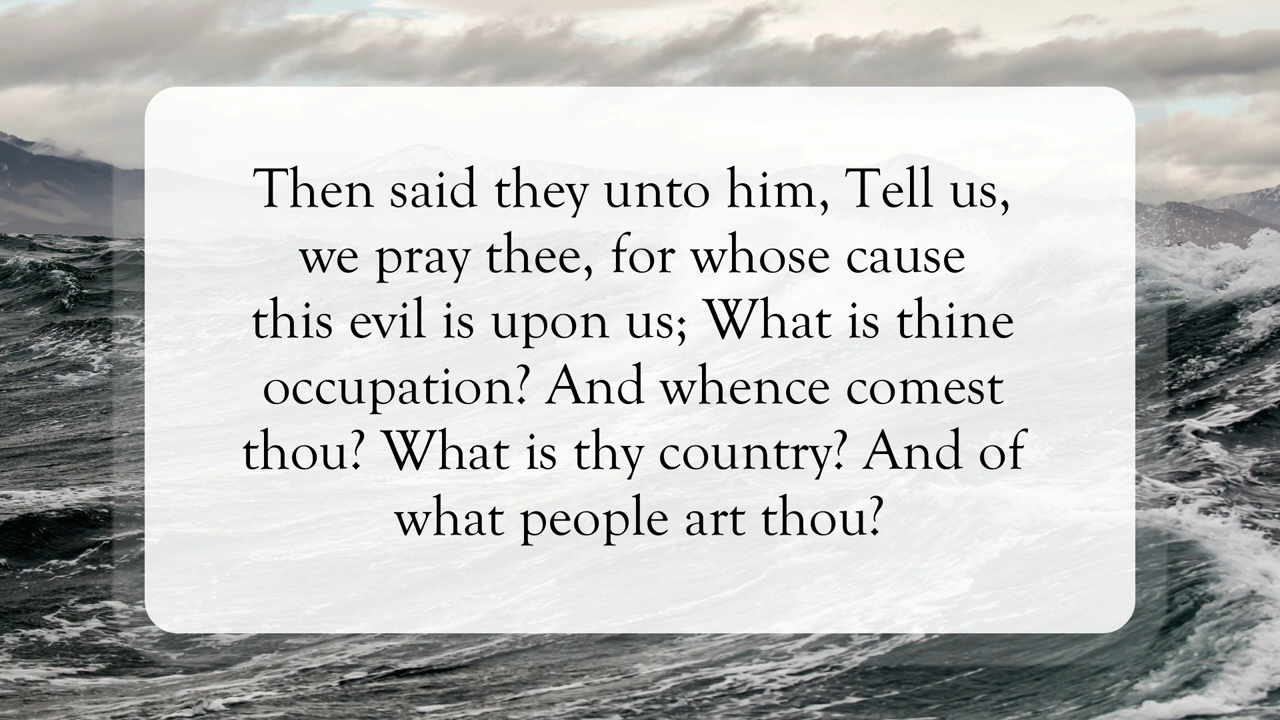 Then said they unto him, Tell us,
we pray thee, for whose cause
this evil is upon us; What is thine
occupation? And whence comest
thou? What is thy country? And of
what people art thou?